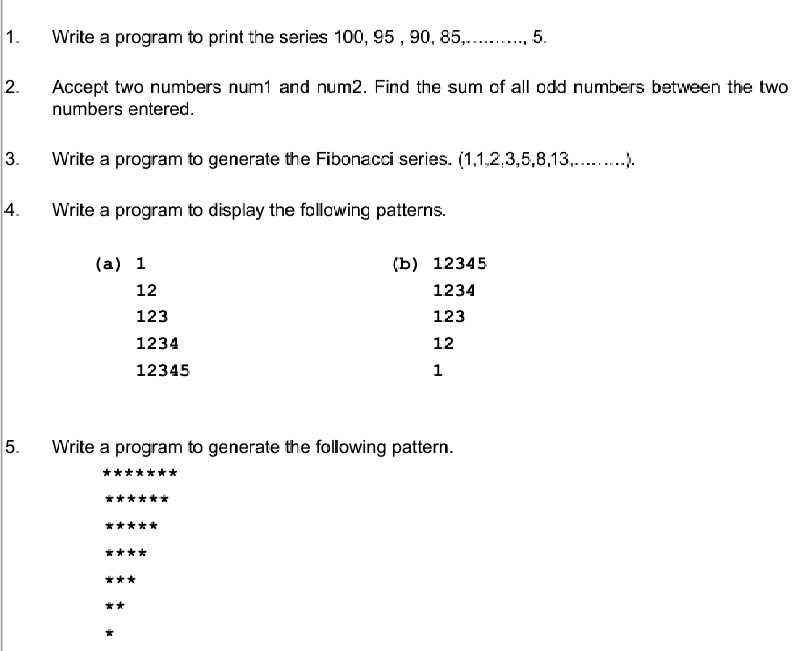 1. Write a program to print the series 100, 95 , 90, 85,.........., 5.
2. Accept two numbers num1 and num2. Find the sum of all odd numbers between the two
numbers entered.
3. Write a program to generate the Fibonacci series. (1,1,2,3,5,8,13,.........).
4. Write a program to display the following patterns.
(a) 1 (b) 12345
12 1234
123 123
1234 12
12345 1
5. Write a program to generate the following pattern.
*******
******
*****
****
***
**
*